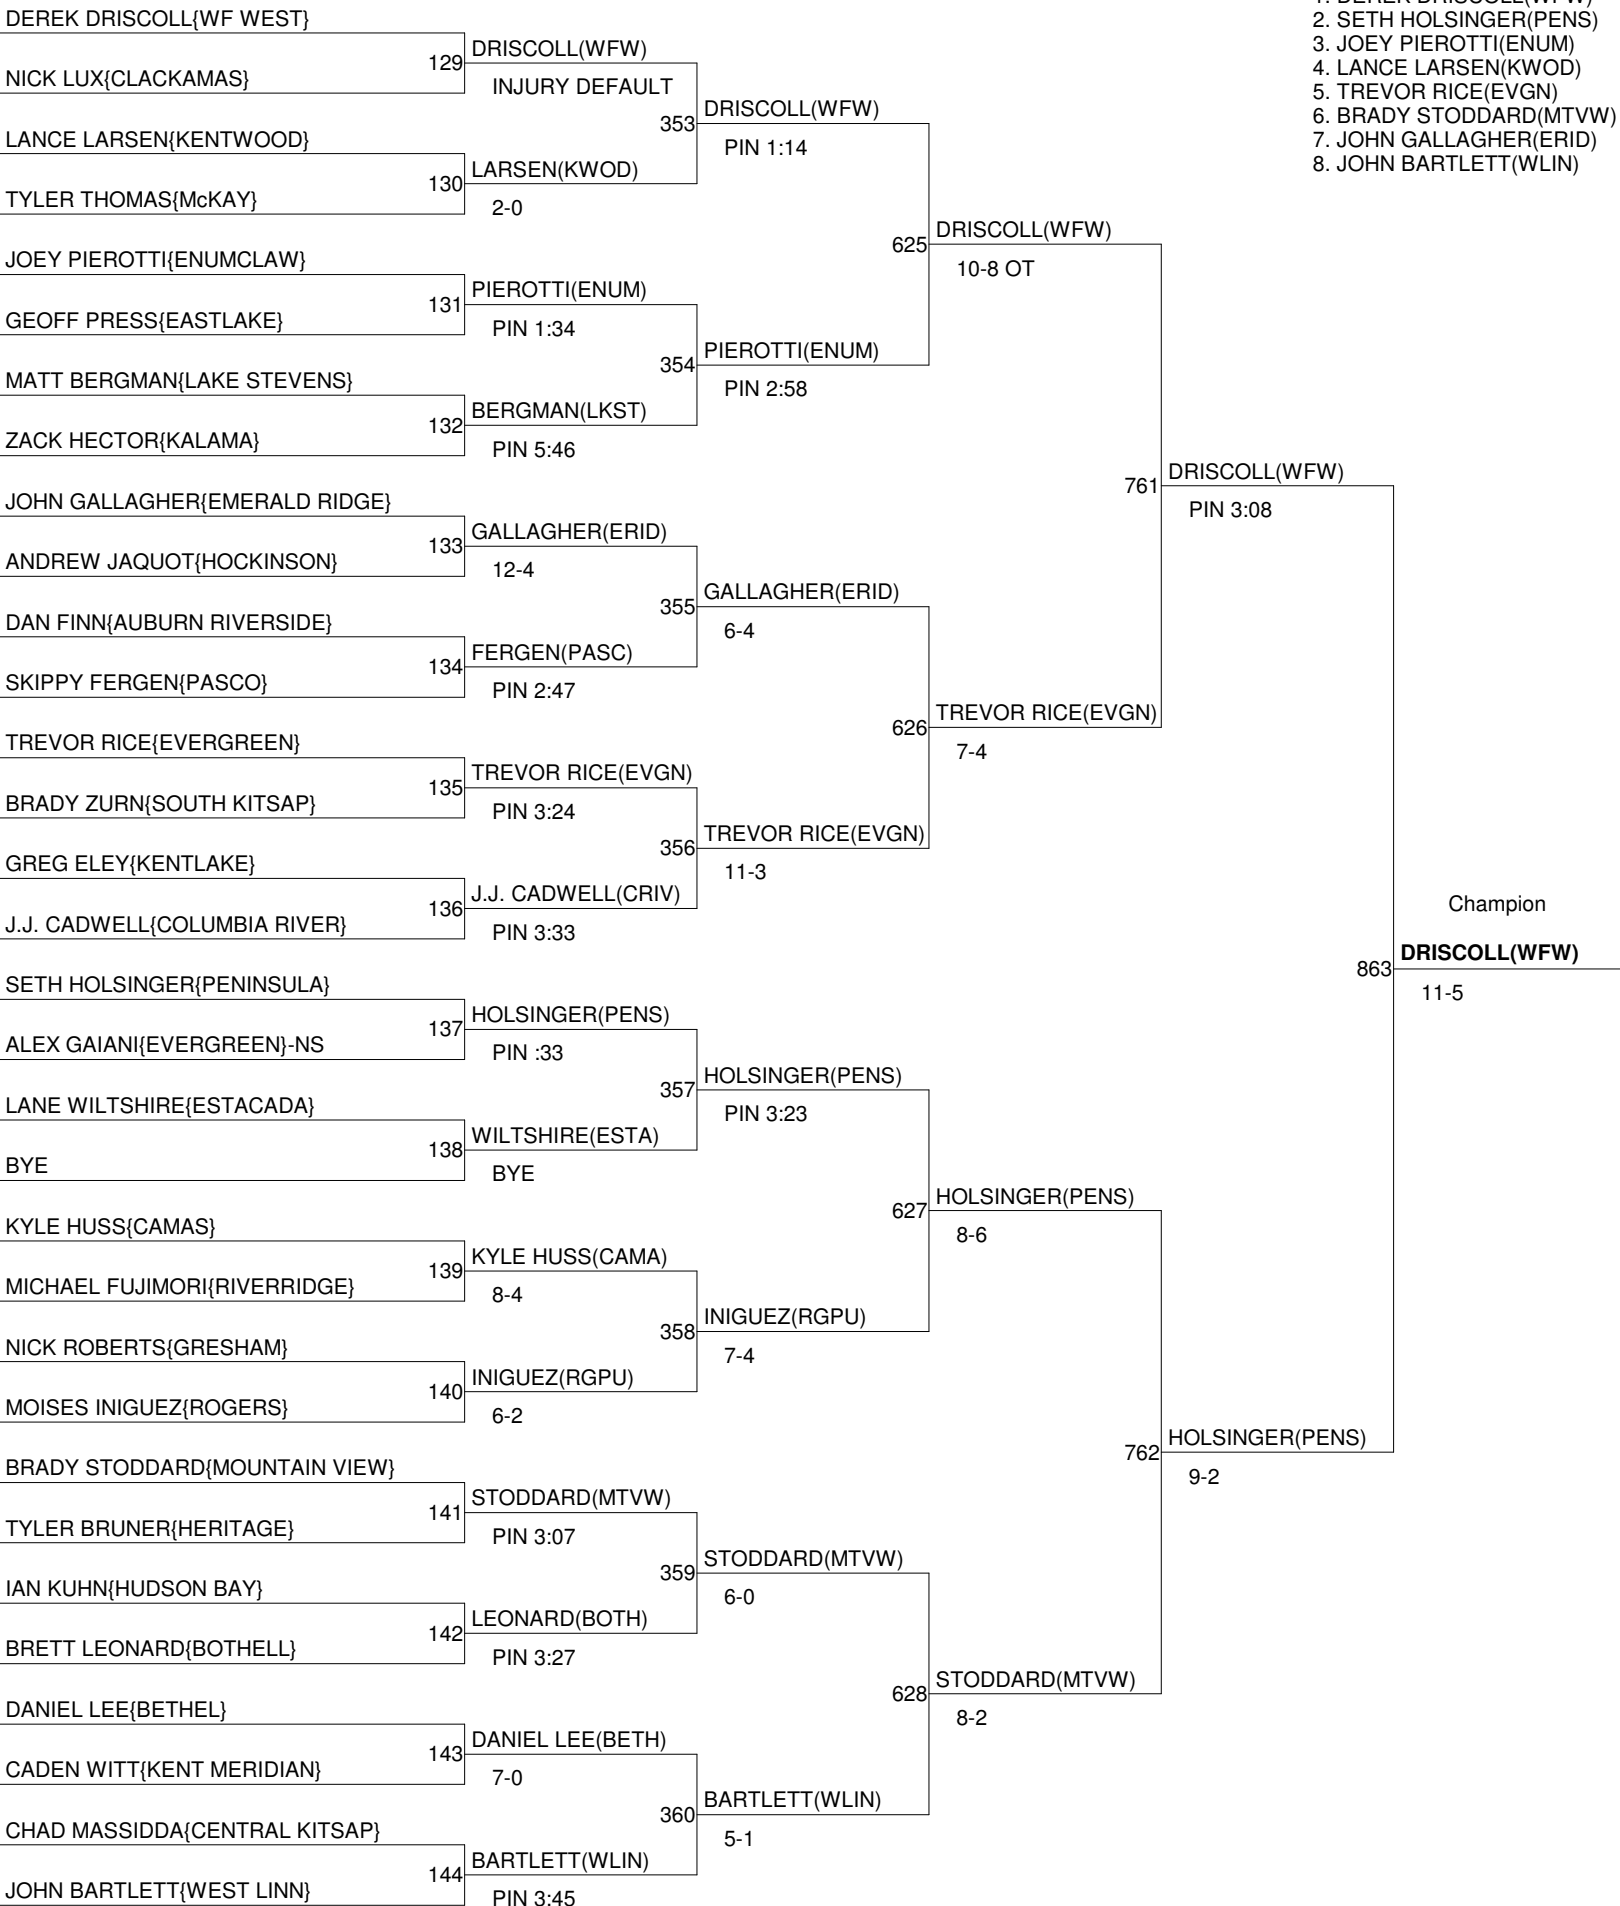 1. DEREK DRISCOLL(WFW)
2. SETH HOLSINGER(PENS)
3. JOEY PIEROTTI(ENUM)
4. LANCE LARSEN(KWOD)
5. TREVOR RICE(EVGN)
6. BRADY STODDARD(MTVW)
7. JOHN GALLAGHER(ERID)
8. JOHN BARTLETT(WLIN)
DEREK DRISCOLL{WF WEST}
129
NICK LUX{CLACKAMAS}
DRISCOLL(WFW)
INJURY DEFAULT
LANCE LARSEN{KENTWOOD}
130
TYLER THOMAS{McKAY}
LARSEN(KWOD)
2-0
353
DRISCOLL(WFW)
PIN 1:14
JOEY PIEROTTI{ENUMCLAW}
131
GEOFF PRESS{EASTLAKE}
PIEROTTI(ENUM)
PIN 1:34
MATT BERGMAN{LAKE STEVENS}
132
ZACK HECTOR{KALAMA}
BERGMAN(LKST)
PIN 5:46
354
PIEROTTI(ENUM)
PIN 2:58
625
DRISCOLL(WFW)
10-8 OT
JOHN GALLAGHER{EMERALD RIDGE}
133
ANDREW JAQUOT{HOCKINSON}
GALLAGHER(ERID)
12-4
DAN FINN{AUBURN RIVERSIDE}
134
SKIPPY FERGEN{PASCO}
FERGEN(PASC)
PIN 2:47
355
GALLAGHER(ERID)
6-4
TREVOR RICE{EVERGREEN}
135
BRADY ZURN{SOUTH KITSAP}
TREVOR RICE(EVGN)
PIN 3:24
GREG ELEY{KENTLAKE}
136
J.J. CADWELL{COLUMBIA RIVER}
J.J. CADWELL(CRIV)
PIN 3:33
356
TREVOR RICE(EVGN)
11-3
626
TREVOR RICE(EVGN)
7-4
761
DRISCOLL(WFW)
PIN 3:08
SETH HOLSINGER{PENINSULA}
137
ALEX GAIANI{EVERGREEN}-NS
HOLSINGER(PENS)
PIN :33
LANE WILTSHIRE{ESTACADA}
138
BYE
WILTSHIRE(ESTA)
BYE
357
HOLSINGER(PENS)
PIN 3:23
KYLE HUSS{CAMAS}
139
MICHAEL FUJIMORI{RIVERRIDGE}
KYLE HUSS(CAMA)
8-4
NICK ROBERTS{GRESHAM}
140
MOISES INIGUEZ{ROGERS}
INIGUEZ(RGPU)
6-2
358
INIGUEZ(RGPU)
7-4
627
HOLSINGER(PENS)
8-6
BRADY STODDARD{MOUNTAIN VIEW}
141
TYLER BRUNER{HERITAGE}
STODDARD(MTVW)
PIN 3:07
IAN KUHN{HUDSON BAY}
142
BRETT LEONARD{BOTHELL}
LEONARD(BOTH)
PIN 3:27
359
STODDARD(MTVW)
6-0
DANIEL LEE{BETHEL}
143
CADEN WITT{KENT MERIDIAN}
DANIEL LEE(BETH)
7-0
CHAD MASSIDDA{CENTRAL KITSAP}
144
JOHN BARTLETT{WEST LINN}
BARTLETT(WLIN)
PIN 3:45
360
BARTLETT(WLIN)
5-1
628
STODDARD(MTVW)
8-2
762
HOLSINGER(PENS)
9-2
863
Champion
DRISCOLL(WFW)
11-5